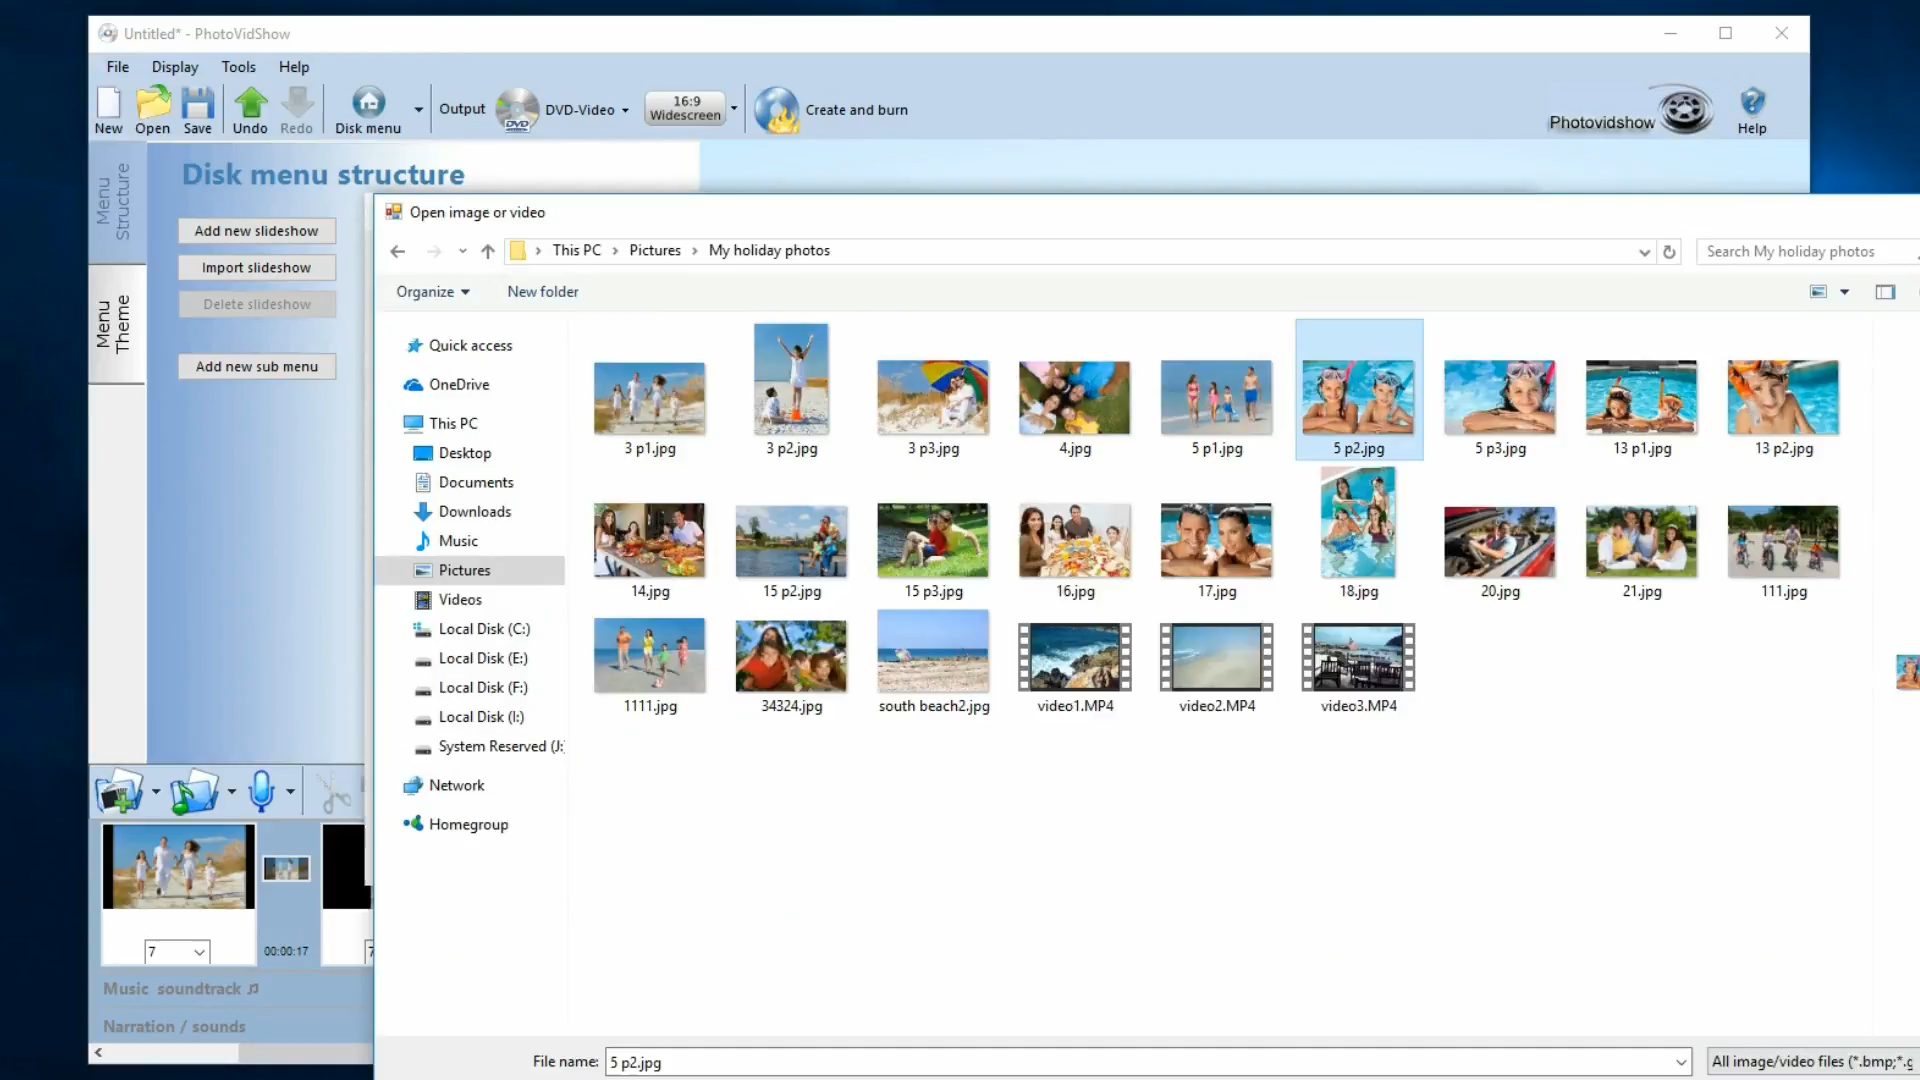 Untitled* - PhotoVidShow
File Display Tools Help
New Open Save Undo Redo Disk menu Output DVD-Video 16:9 Widescreen Create and burn Photovidshow Help
Menu Structure
Menu Theme
Disk menu structure
Add new slideshow
Import slideshow
Delete slideshow
Add new sub menu
Open image or video
This PC > Pictures > My holiday photos
Search My holiday photos
Organize New folder
Quick access
OneDrive
This PC
Desktop
Documents
Downloads
Music
Pictures
Videos
Local Disk (C:)
Local Disk (E:)
Local Disk (F:)
Local Disk (I:)
System Reserved (J:
Network
Homegroup
3 p1.jpg 3 p2.jpg 3 p3.jpg 4.jpg 5 p1.jpg 5 p2.jpg 5 p3.jpg 13 p1.jpg 13 p2.jpg
14.jpg 15 p2.jpg 15 p3.jpg 16.jpg 17.jpg 18.jpg 20.jpg 21.jpg 111.jpg
1111.jpg 34324.jpg south beach2.jpg video1.MP4 video2.MP4 video3.MP4
7 00:00:17 7
Music soundtrack
Narration / sounds
File name: 5 p2.jpg All image/video files (*.bmp;*.g